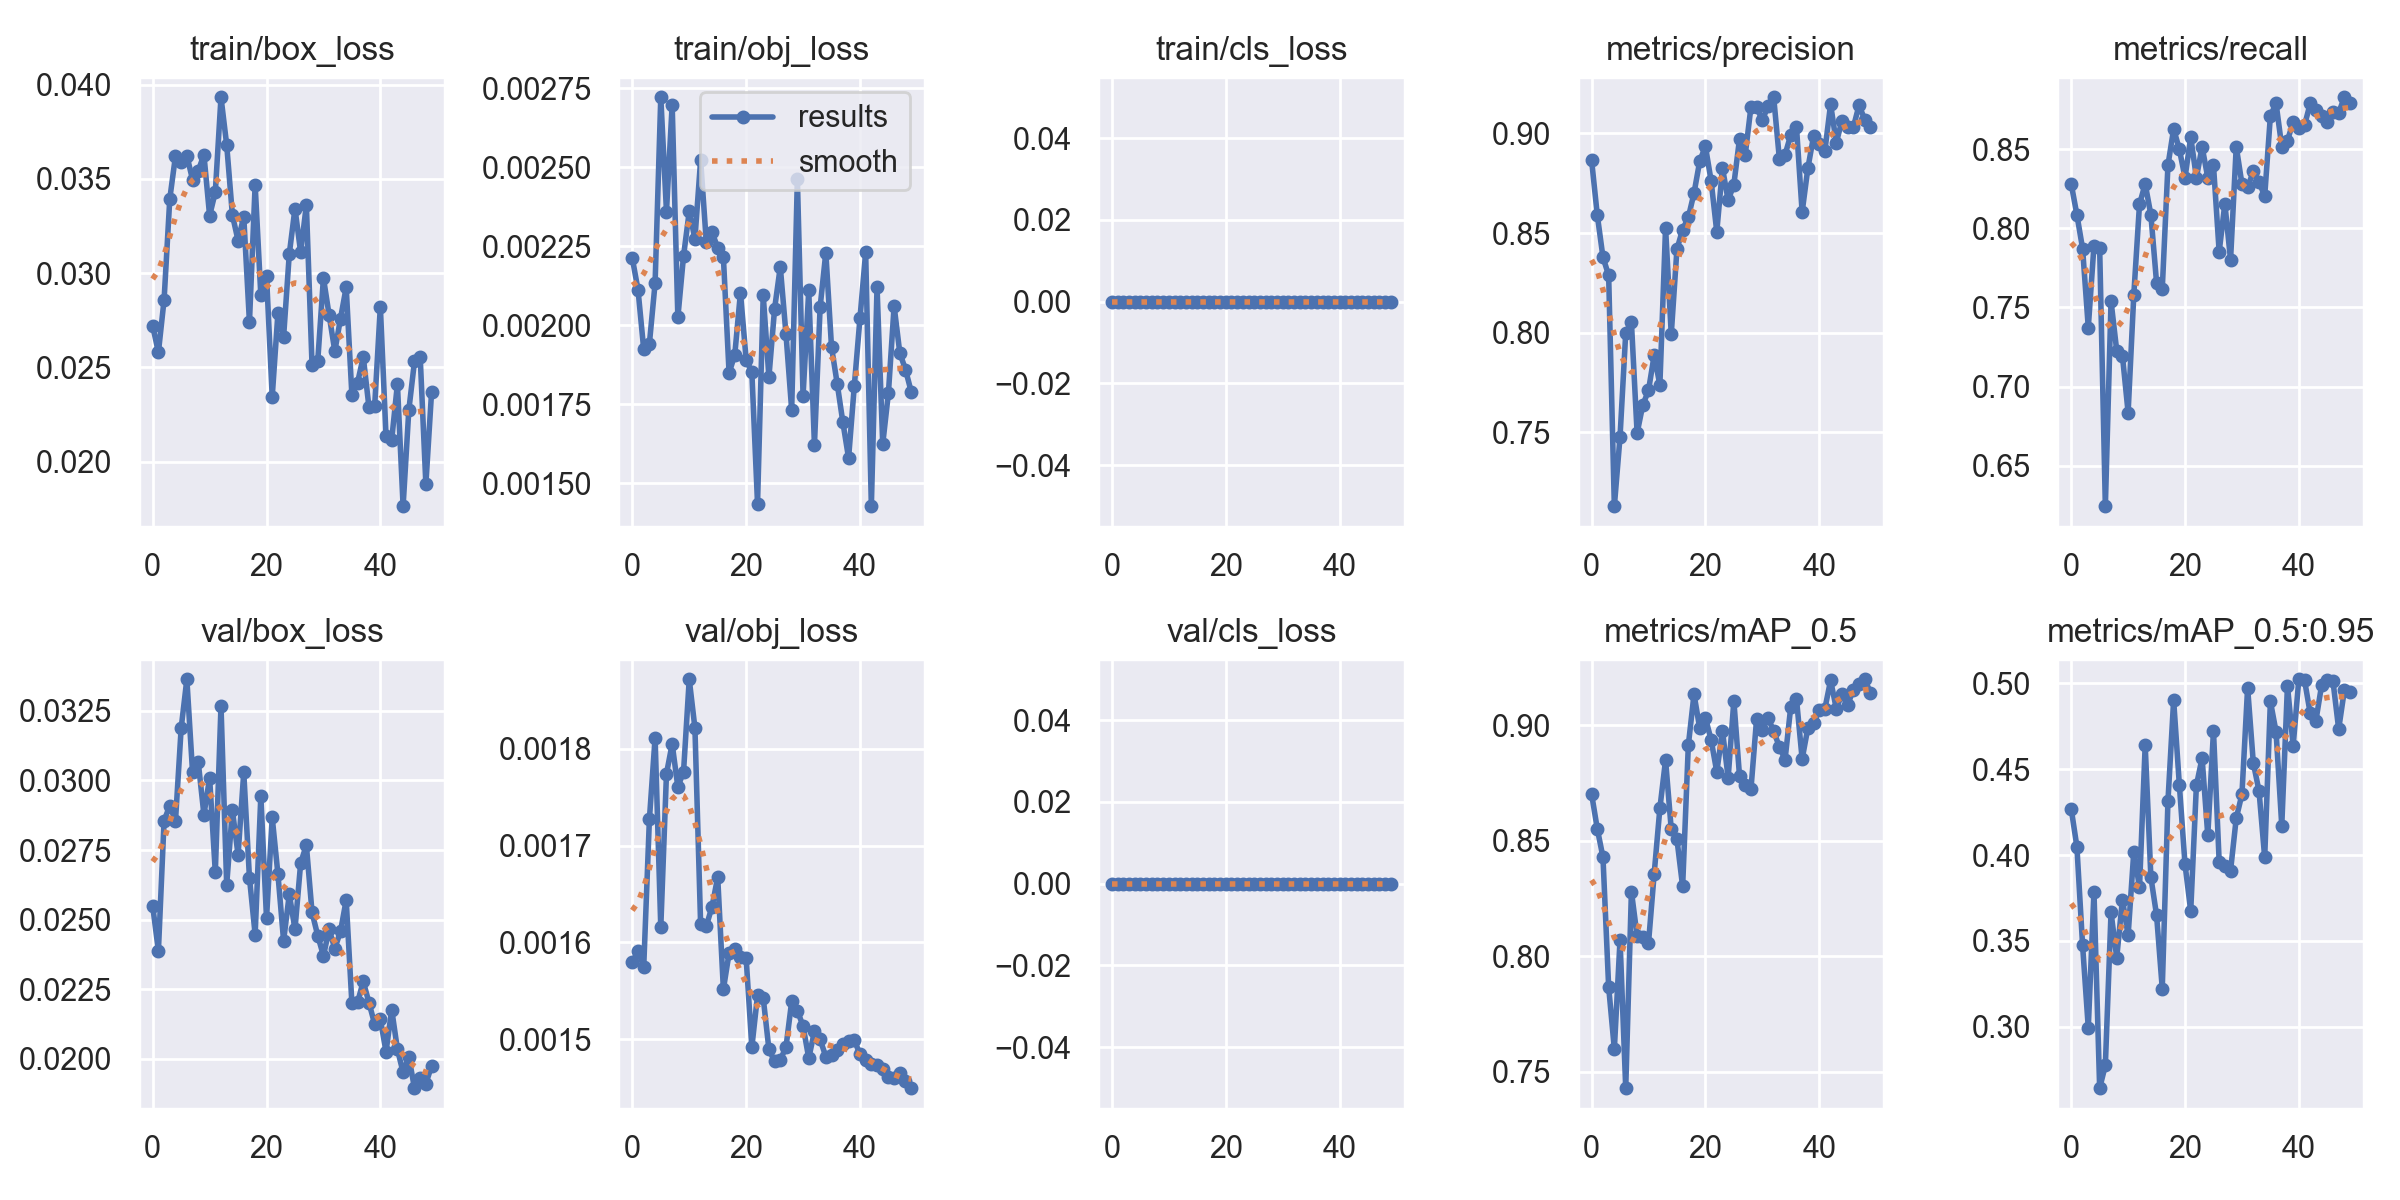 train/box_loss
0.040
0.035
0.030
0.025
0.020
0 20 40
train/obj_loss
results
smooth
0.00275
0.00250
0.00225
0.00200
0.00175
0.00150
0 20 40
train/cls_loss
0.04
0.02
0.00
−0.02
−0.04
0 20 40
metrics/precision
0.90
0.85
0.80
0.75
0 20 40
metrics/recall
0.85
0.80
0.75
0.70
0.65
0 20 40
val/box_loss
0.0325
0.0300
0.0275
0.0250
0.0225
0.0200
0 20 40
val/obj_loss
0.0018
0.0017
0.0016
0.0015
0 20 40
val/cls_loss
0.04
0.02
0.00
−0.02
−0.04
0 20 40
metrics/mAP_0.5
0.90
0.85
0.80
0.75
0 20 40
metrics/mAP_0.5:0.95
0.50
0.45
0.40
0.35
0.30
0 20 40